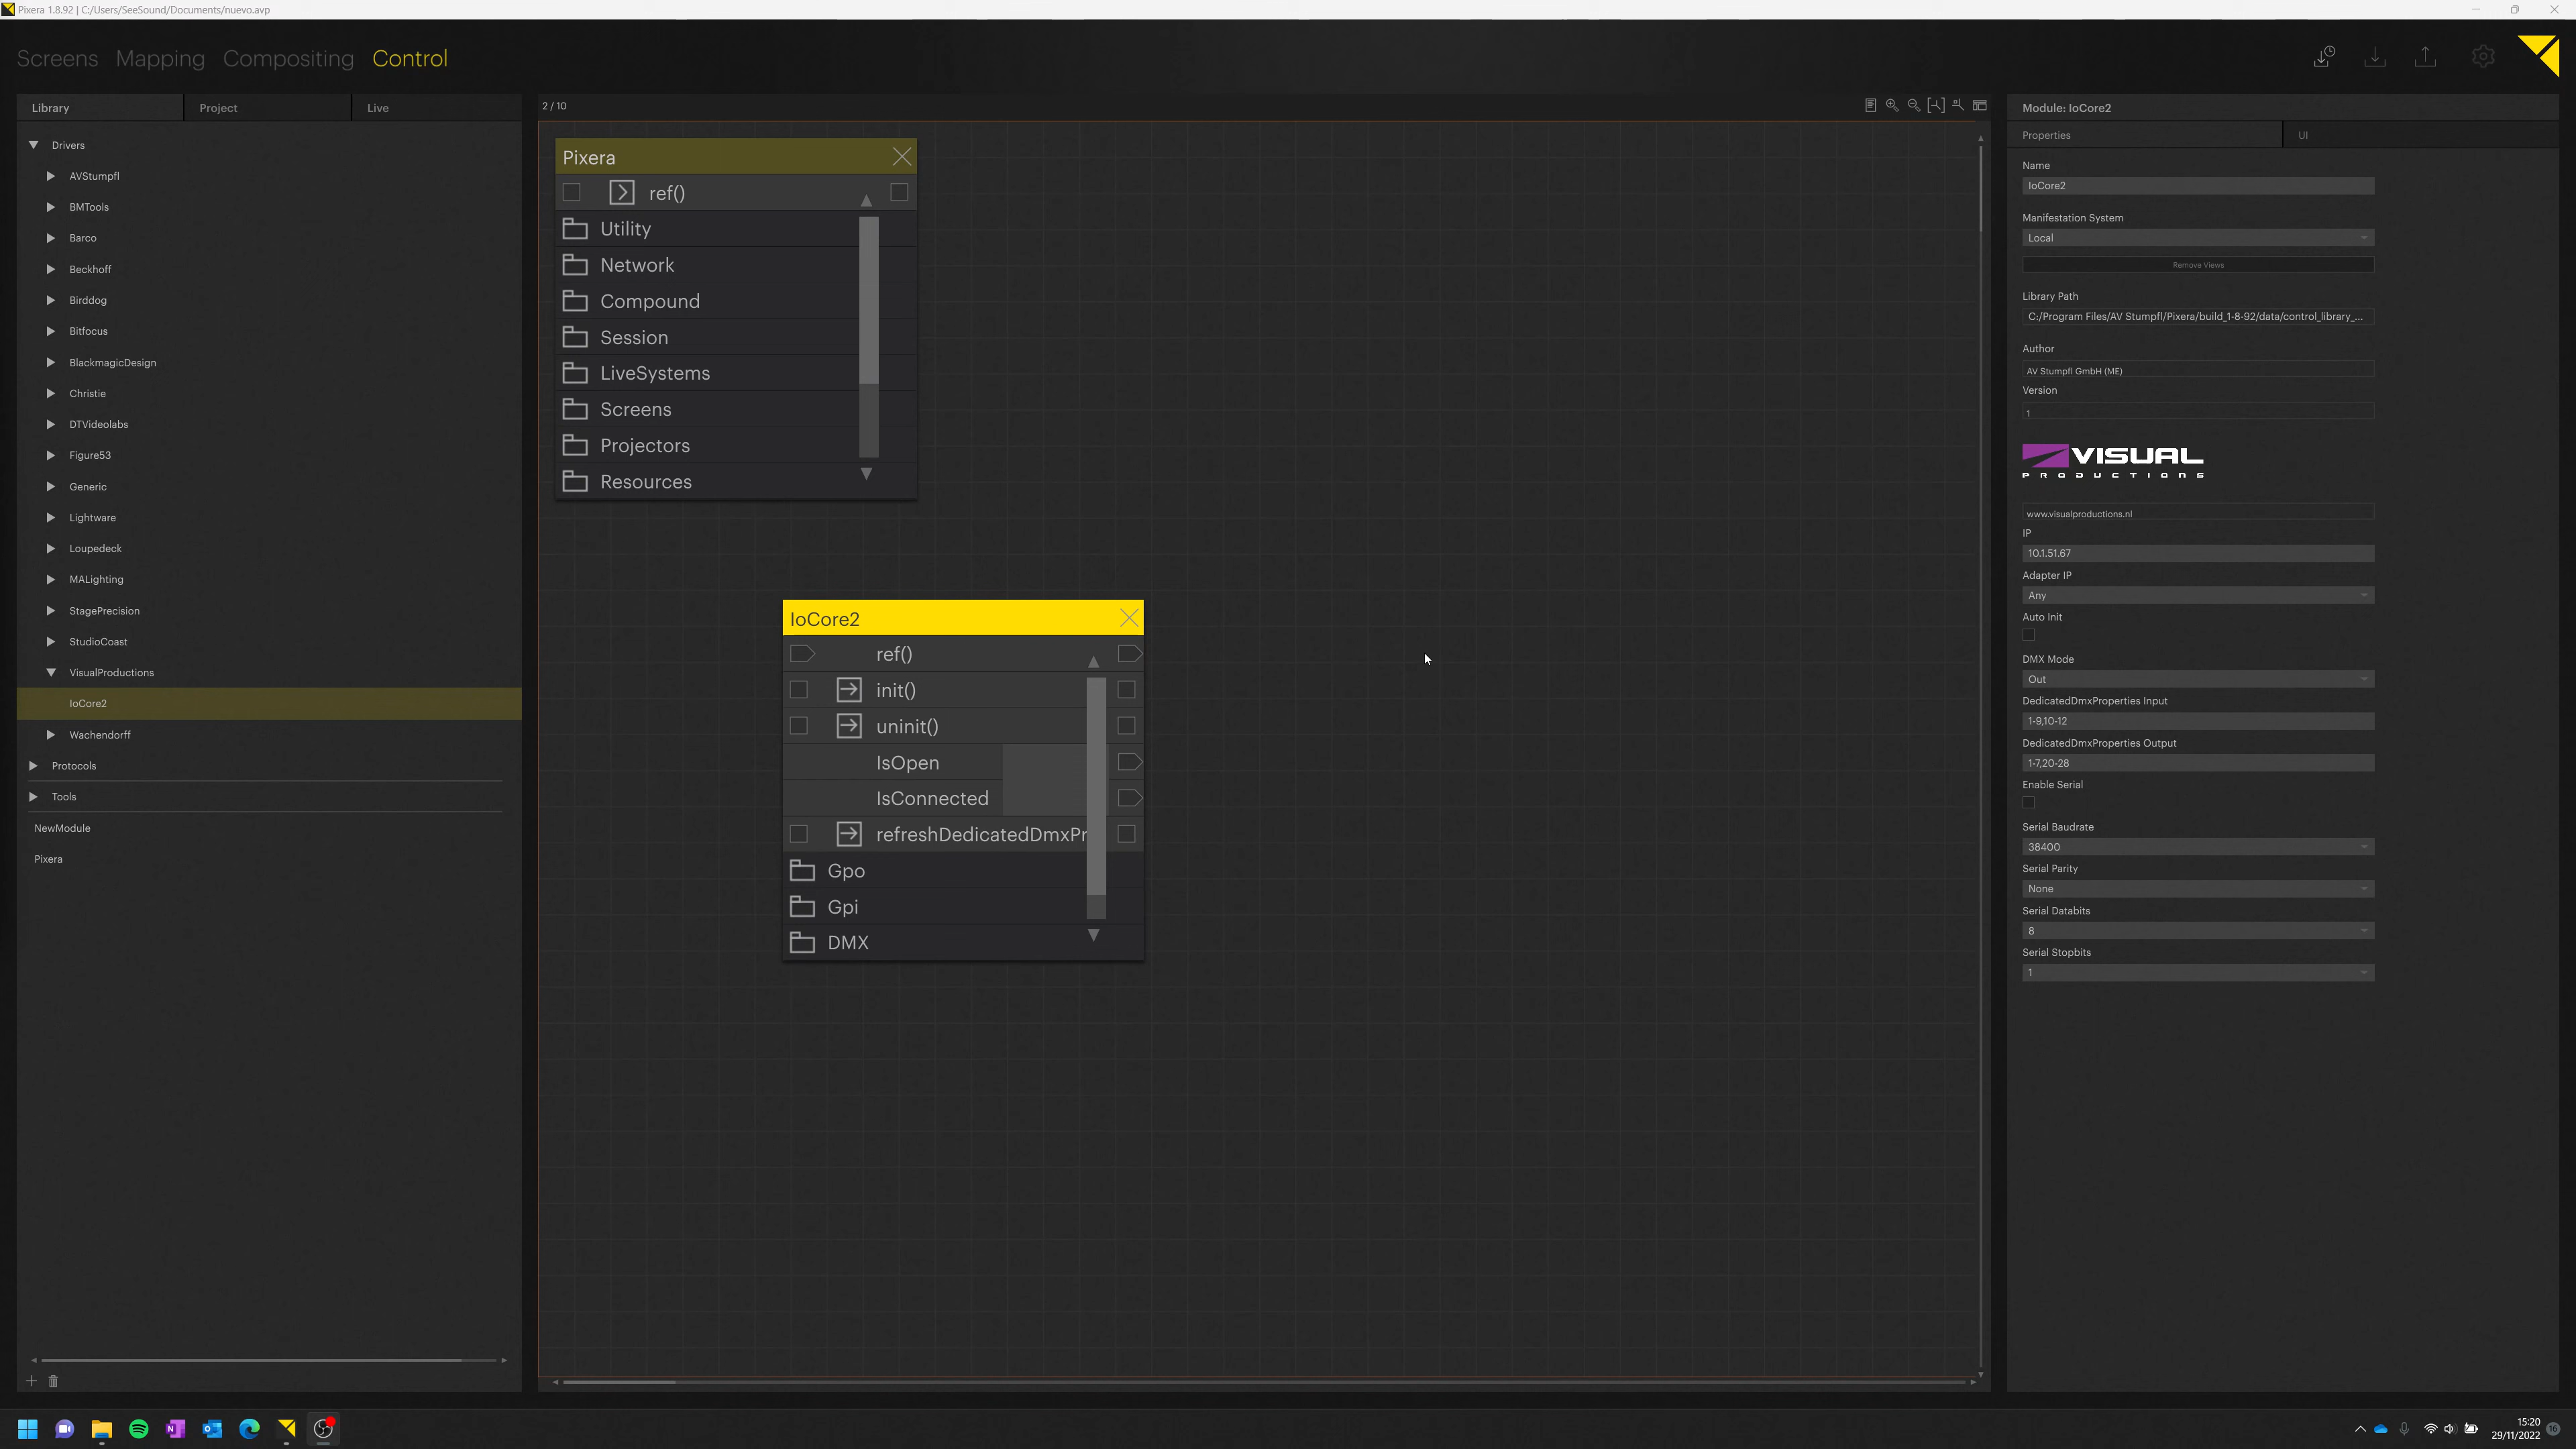 Pixera 1.8.92 | C:/Users/SeeSound/Documents/nuevo.avp
Screens Mapping Compositing Control
Library Project Live
Drivers
AVStumpfl
BMTools
Barco
Beckhoff
Birddog
Bitfocus
BlackmagicDesign
Christie
DTVideolabs
Figure53
Generic
Lightware
Loupedeck
MALighting
StagePrecision
StudioCoast
VisualProductions
IoCore2
Wachendorff
Protocols
Tools
NewModule
Pixera
2 / 10
Pixera
ref()
Utility
Network
Compound
Session
LiveSystems
Screens
Projectors
Resources
IoCore2
ref()
init()
uninit()
IsOpen
IsConnected
refreshDedicatedDmxPr
Gpo
Gpi
DMX
Module: IoCore2
Properties UI
Name
IoCore2
Manifestation System
Local
Remove Views
Library Path
C:/Program Files/AV Stumpfl/Pixera/build_1-8-92/data/control_library_...
Author
AV Stumpfl GmbH (ME)
Version
1
VISUAL
PRODUCTIONS
www.visualproductions.nl
IP
10.1.51.67
Adapter IP
Any
Auto Init
DMX Mode
Out
DedicatedDmxProperties Input
1-9,10-12
DedicatedDmxProperties Output
1-7,20-28
Enable Serial
Serial Baudrate
38400
Serial Parity
None
Serial Databits
8
Serial Stopbits
1
15:20
29/11/2022
16